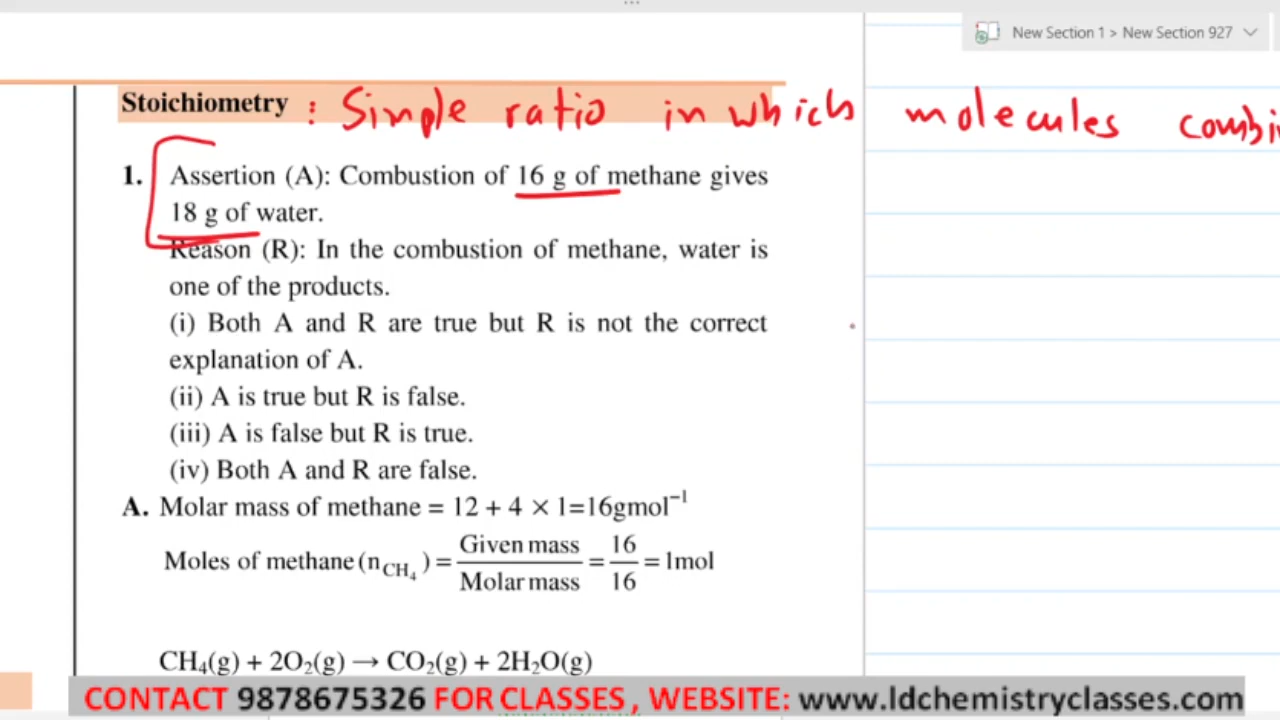 New Section 1 > New Section 927
Stoichiometry : Simple ratio in which molecules combi
1. Assertion (A): Combustion of 16 g of methane gives
18 g of water.
Reason (R): In the combustion of methane, water is
one of the products.
(i) Both A and R are true but R is not the correct
explanation of A.
(ii) A is true but R is false.
(iii) A is false but R is true.
(iv) Both A and R are false.
A. Molar mass of methane = 12 + 4 × 1=16gmol⁻¹
Moles of methane (n_CH₄) = Given mass / Molar mass = 16 / 16 = 1mol
CH₄(g) + 2O₂(g) → CO₂(g) + 2H₂O(g)
CONTACT 9878675326 FOR CLASSES , WEBSITE: www.ldchemistryclasses.com